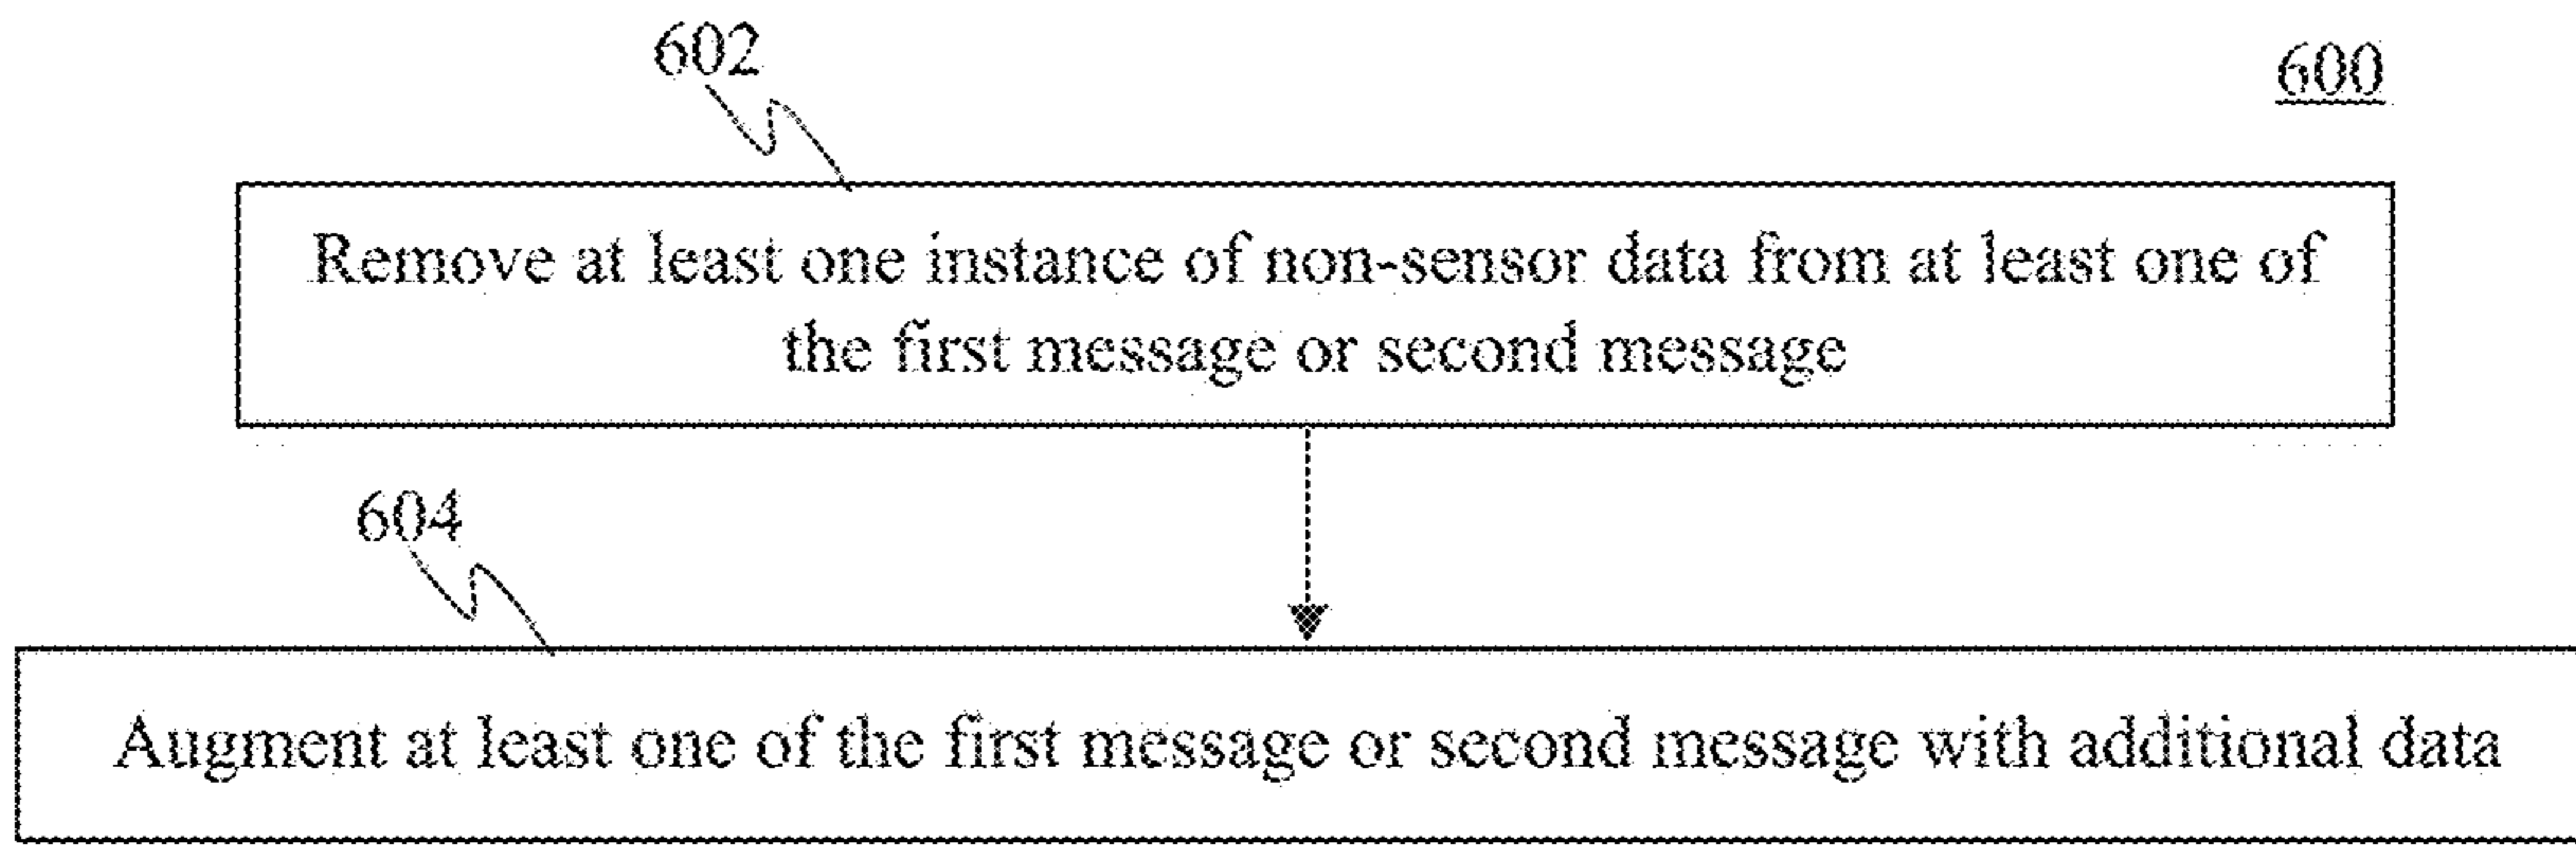 602
600
Remove at least one instance of non-sensor data from at least one of
the first message or second message
604
Augment at least one of the first message or second message with additional data